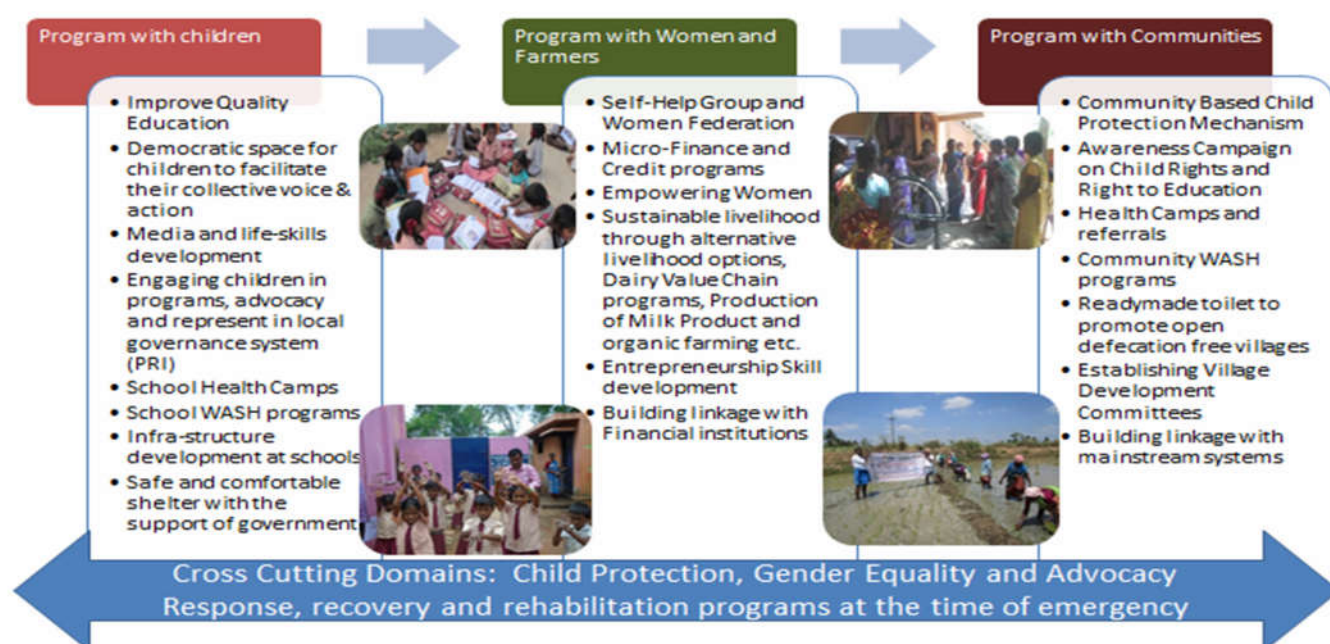 Program with children
• Improve Quality
Education
• Democratic space for
children to facilitate
their collective voice &
action
• Media and life-skills
development
• Engaging children in
programs, advocacy
and represent in local
governance system
(PRI)
• School Health Camps
• School WASH programs
• Infra-structure
development at schools
• Safe and comfortable
shelter with the
support of government
Program with Women and
Farmers
• Self-Help Group and
Women Federation
• Micro-Finance and
Credit programs
• Empowering Women
• Sustainable livelihood
through alternative
livelihood options,
Dairy Value Chain
programs, Production
of Milk Product and
organic farming etc.
• Entrepreneurship Skill
development
• Building linkage with
Financial institutions
Program with Communities
• Community Based Child
Protection Mechanism
• Awareness Campaign
on Child Rights and
Right to Education
• Health Camps and
referrals
• Community WASH
programs
• Readymade toilet to
promote open
defecation free villages
• Establishing Village
Development
Committees
• Building linkage with
mainstream systems
Cross Cutting Domains: Child Protection, Gender Equality and Advocacy
Response, recovery and rehabilitation programs at the time of emergency